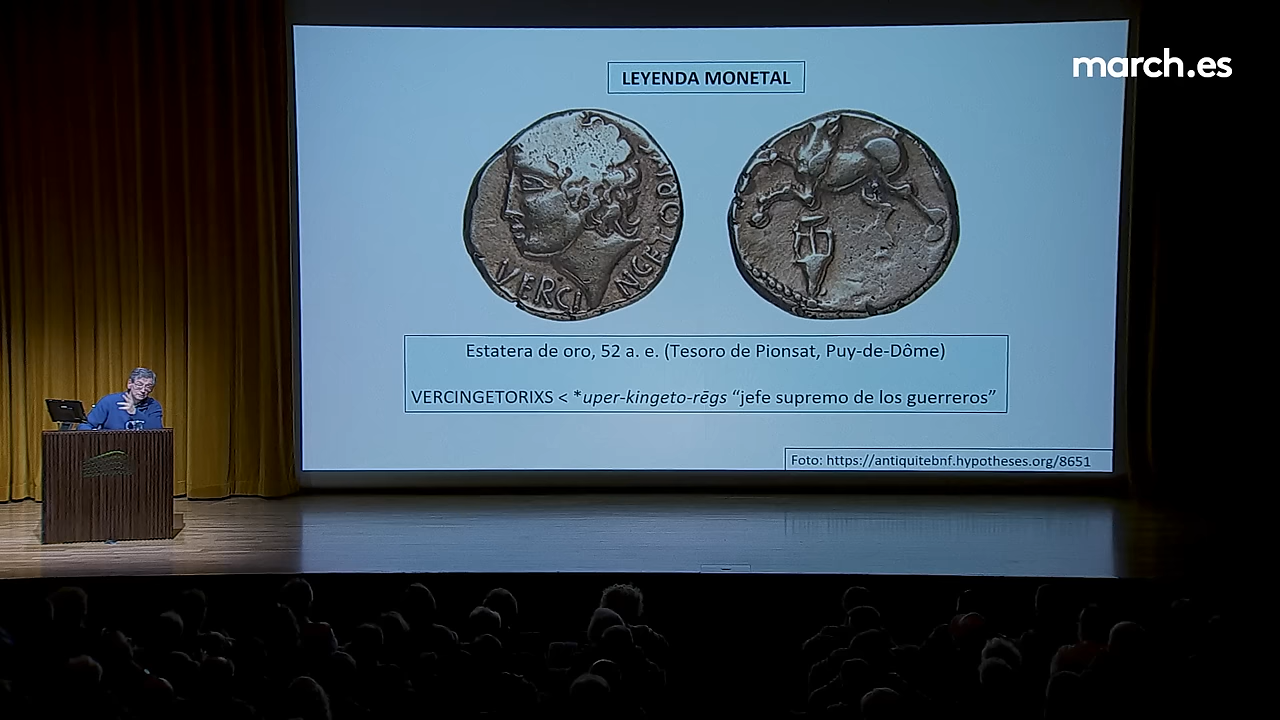 march.es
LEYENDA MONETAL
VERCI
NGETORI
Estatera de oro, 52 a. e. (Tesoro de Pionsat, Puy-de-Dôme)
VERCINGETORIXS < *uper-kingeto-rēgs “jefe supremo de los guerreros”
Foto: https://antiquitebnf.hypotheses.org/8651